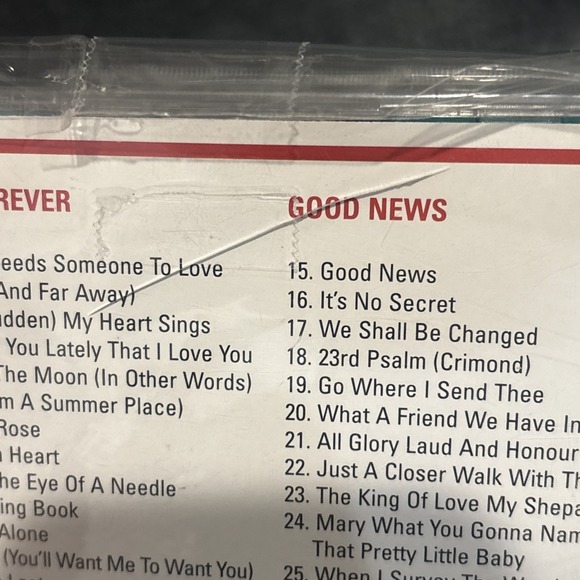 REVER
eeds Someone To Love
And Far Away)
dden) My Heart Sings
You Lately That I Love You
The Moon (In Other Words)
m A Summer Place)
Rose
Heart
he Eye Of A Needle
ing Book
Alone
(You'll Want Me To Want You)
GOOD NEWS
15. Good News
16. It's No Secret
17. We Shall Be Changed
18. 23rd Psalm (Crimond)
19. Go Where I Send Thee
20. What A Friend We Have In
21. All Glory Laud And Honour
22. Just A Closer Walk With Th
23. The King Of Love My Shepa
24. Mary What You Gonna Nam
That Pretty Little Baby
25. When I Survey The